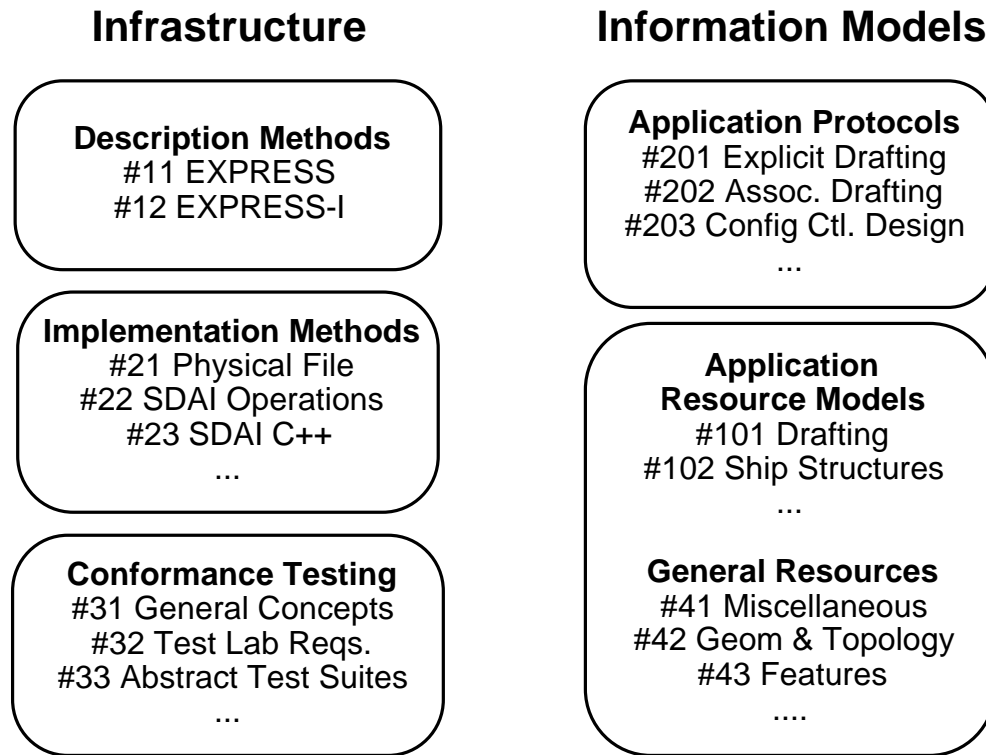 Infrastructure
Description Methods
#11 EXPRESS
#12 EXPRESS-I
Implementation Methods
#21 Physical File
#22 SDAI Operations
#23 SDAI C++
...
Conformance Testing
#31 General Concepts
#32 Test Lab Reqs.
#33 Abstract Test Suites
...
Information Models
Application Protocols
#201 Explicit Drafting
#202 Assoc. Drafting
#203 Config Ctl. Design
...
Application
Resource Models
#101 Drafting
#102 Ship Structures
...
General Resources
#41 Miscellaneous
#42 Geom & Topology
#43 Features
....